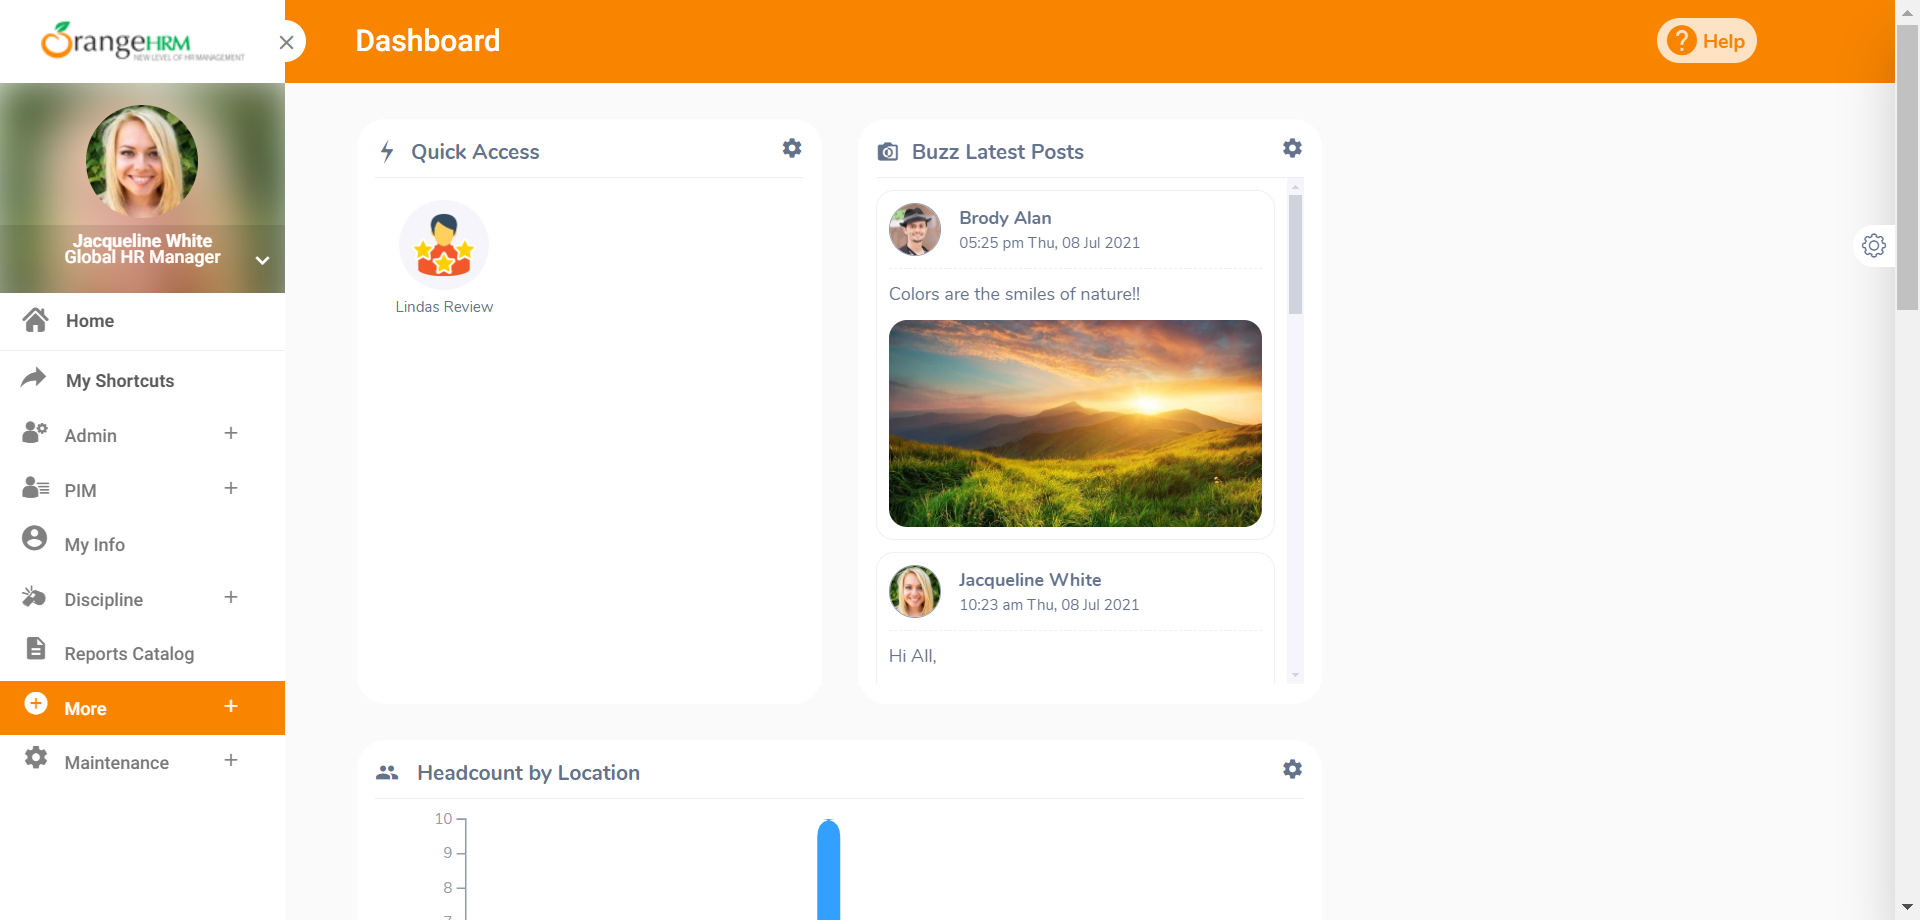 OrangeHRM
NEW LEVEL OF HR MANAGEMENT
Dashboard
? Help
Jacqueline White
Global HR Manager
Home
My Shortcuts
Admin +
PIM +
My Info
Discipline +
Reports Catalog
More +
Maintenance +
Quick Access
Lindas Review
Buzz Latest Posts
Brody Alan
05:25 pm Thu, 08 Jul 2021
Colors are the smiles of nature!!
Jacqueline White
10:23 am Thu, 08 Jul 2021
Hi All,
Headcount by Location
10
9
8
7